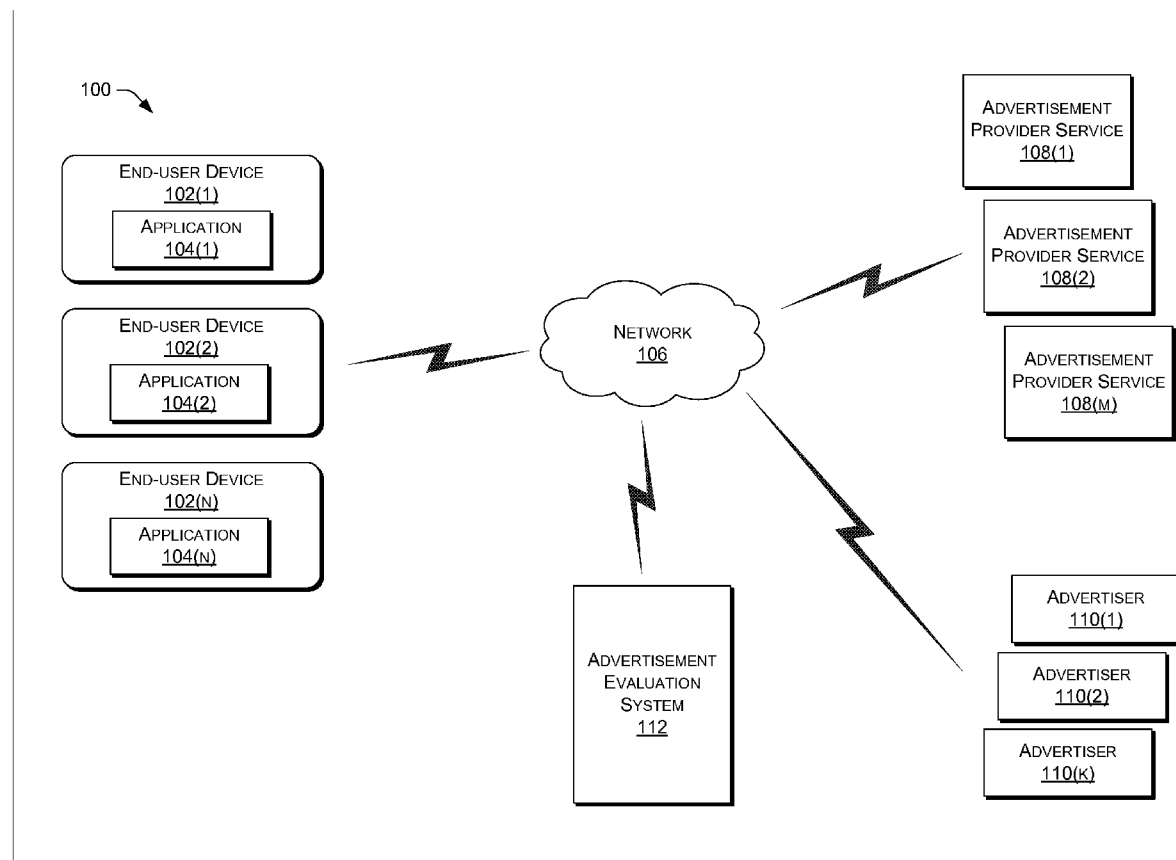 100
END-USER DEVICE
102(1)
APPLICATION
104(1)
END-USER DEVICE
102(2)
APPLICATION
104(2)
END-USER DEVICE
102(N)
APPLICATION
104(N)
NETWORK
106
ADVERTISEMENT
EVALUATION
SYSTEM
112
ADVERTISEMENT
PROVIDER SERVICE
108(1)
ADVERTISEMENT
PROVIDER SERVICE
108(2)
ADVERTISEMENT
PROVIDER SERVICE
108(M)
ADVERTISER
110(1)
ADVERTISER
110(2)
ADVERTISER
110(K)